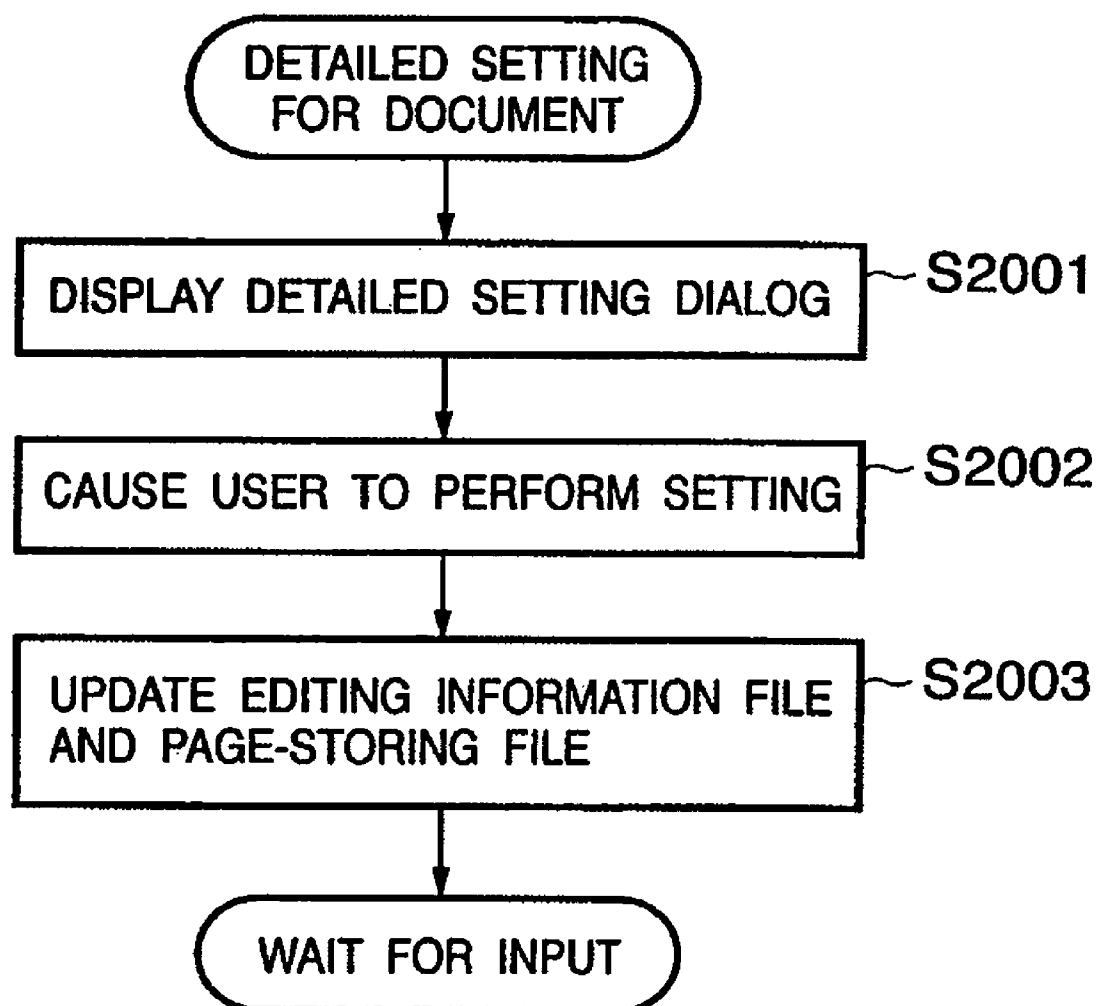 DETAILED SETTING
FOR DOCUMENT
DISPLAY DETAILED SETTING DIALOG
S2001
CAUSE USER TO PERFORM SETTING
S2002
UPDATE EDITING INFORMATION FILE
AND PAGE-STORING FILE
S2003
WAIT FOR INPUT